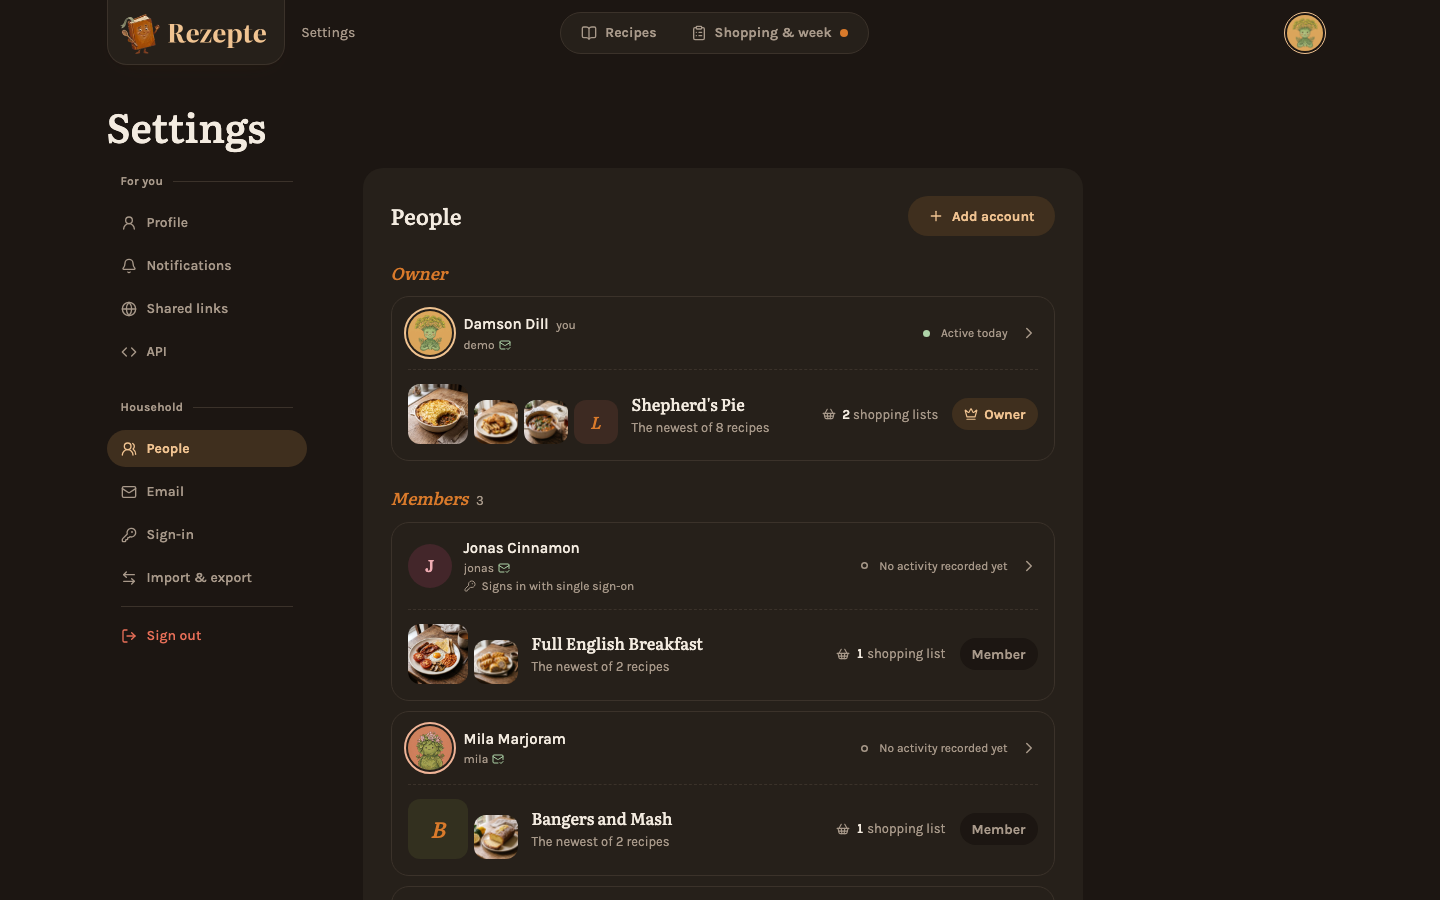 Rezepte
Settings
Recipes
Shopping & week
Settings
For you
Profile
Notifications
Shared links
API
Household
People
Email
Sign-in
Import & export
Sign out
People
Add account
Owner
Damson Dill you
demo
Active today
L
Shepherd's Pie
The newest of 8 recipes
2 shopping lists
Owner
Members 3
J
Jonas Cinnamon
jonas
Signs in with single sign-on
No activity recorded yet
Full English Breakfast
The newest of 2 recipes
1 shopping list
Member
Mila Marjoram
mila
No activity recorded yet
B
Bangers and Mash
The newest of 2 recipes
1 shopping list
Member